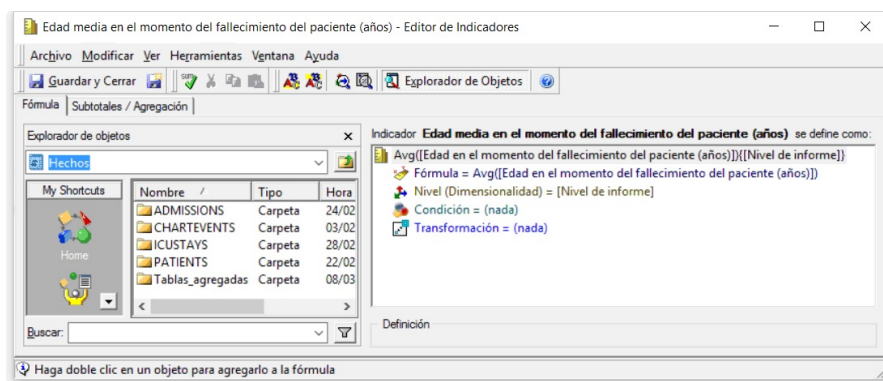 Edad media en el momento del fallecimiento del paciente (años) - Editor de Indicadores
Archivo Modificar Ver Herramientas Ventana Ayuda
Guardar y Cerrar Explorador de Objetos
Fórmula Subtotales / Agregación
Explorador de objetos
Hechos
My Shortcuts
Home
Nombre / Tipo Hora
ADMISSIONS Carpeta 24/02
CHARTEVENTS Carpeta 03/02
ICUSTAYS Carpeta 28/02
PATIENTS Carpeta 22/02
Tablas_agregadas Carpeta 08/03
Buscar:
Indicador Edad media en el momento del fallecimiento del paciente (años) se define como:
Avg([Edad en el momento del fallecimiento del paciente (años)]){[Nivel de informe]}
Fórmula = Avg([Edad en el momento del fallecimiento del paciente (años)])
Nivel (Dimensionalidad) = [Nivel de informe]
Condición = (nada)
Transformación = (nada)
Definición
Haga doble clic en un objeto para agregarlo a la fórmula